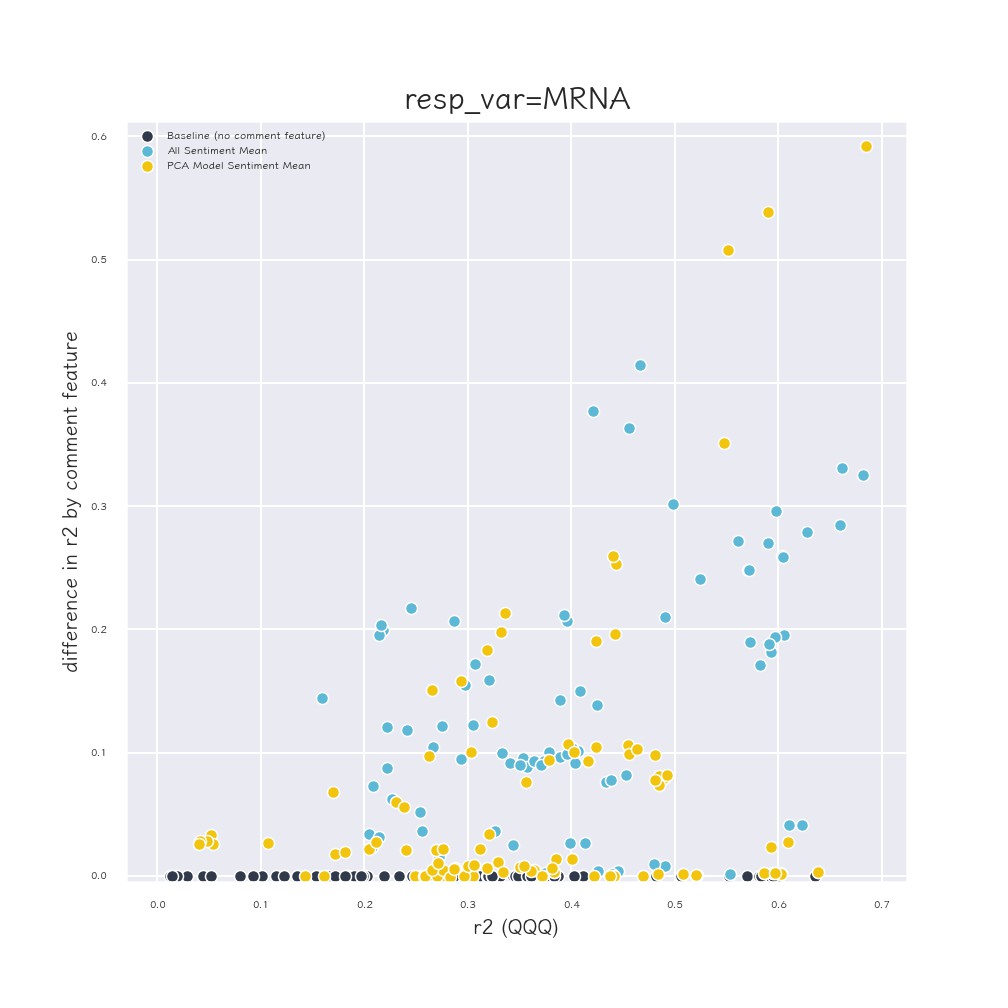 resp_var=MRNA
Baseline (no comment feature)
All Sentiment Mean
PCA Model Sentiment Mean
difference in r2 by comment feature
0.6
0.5
0.4
0.3
0.2
0.1
0.0
0.0 0.1 0.2 0.3 0.4 0.5 0.6 0.7
r2 (QQQ)